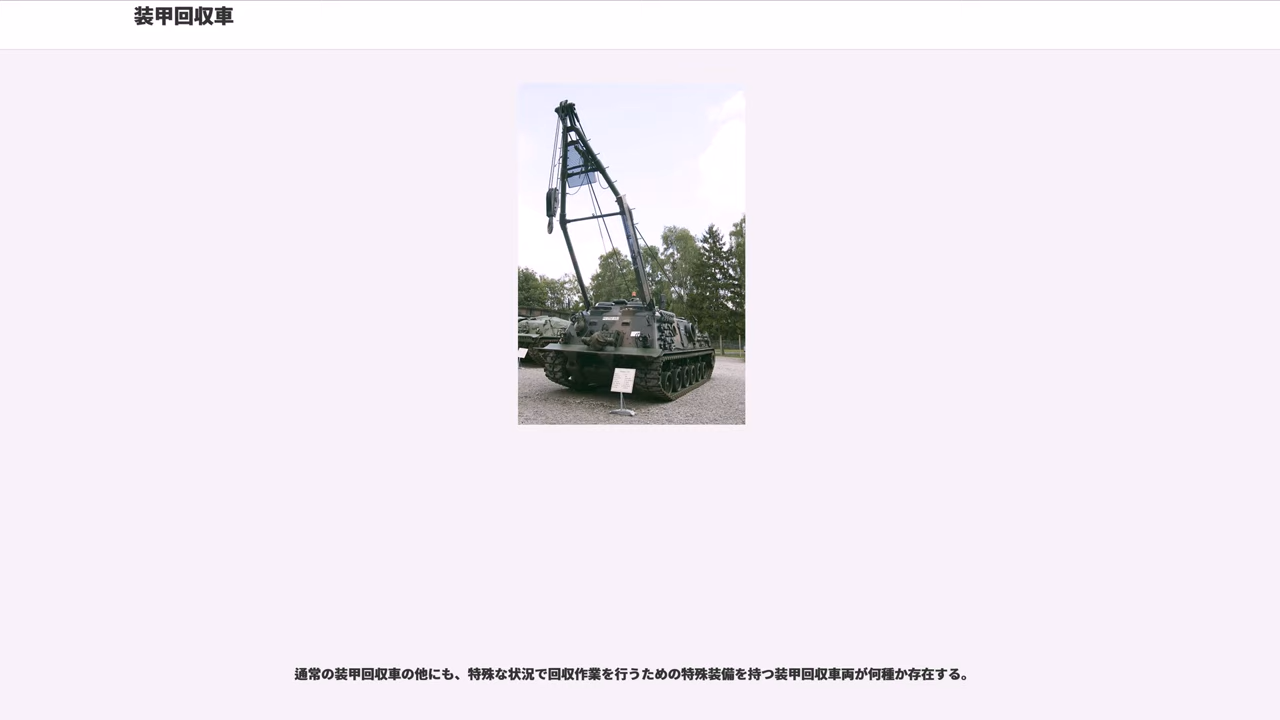 装甲回収車
通常の装甲回収車の他にも、特殊な状況で回収作業を行うための特殊装備を持つ装甲回収車両が何種か存在する。